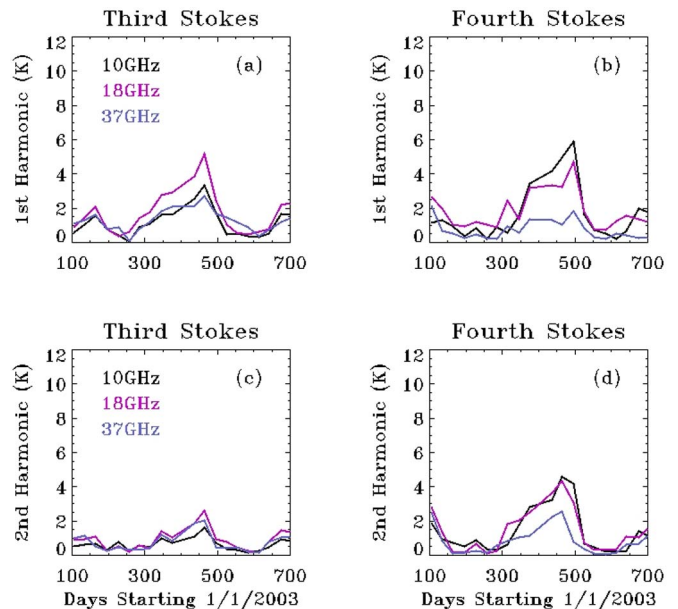 Third Stokes
Fourth Stokes
12
10
8
6
4
2
0
1st Harmonic (K)
10GHz
18GHz
37GHz
(a)
100
300
500
700
12
10
8
6
4
2
0
1st Harmonic (K)
(b)
100
300
500
700
Third Stokes
Fourth Stokes
12
10
8
6
4
2
0
2nd Harmonic (K)
10GHz
18GHz
37GHz
(c)
100
300
500
700
Days Starting 1/1/2003
12
10
8
6
4
2
0
2nd Harmonic (K)
(d)
100
300
500
700
Days Starting 1/1/2003